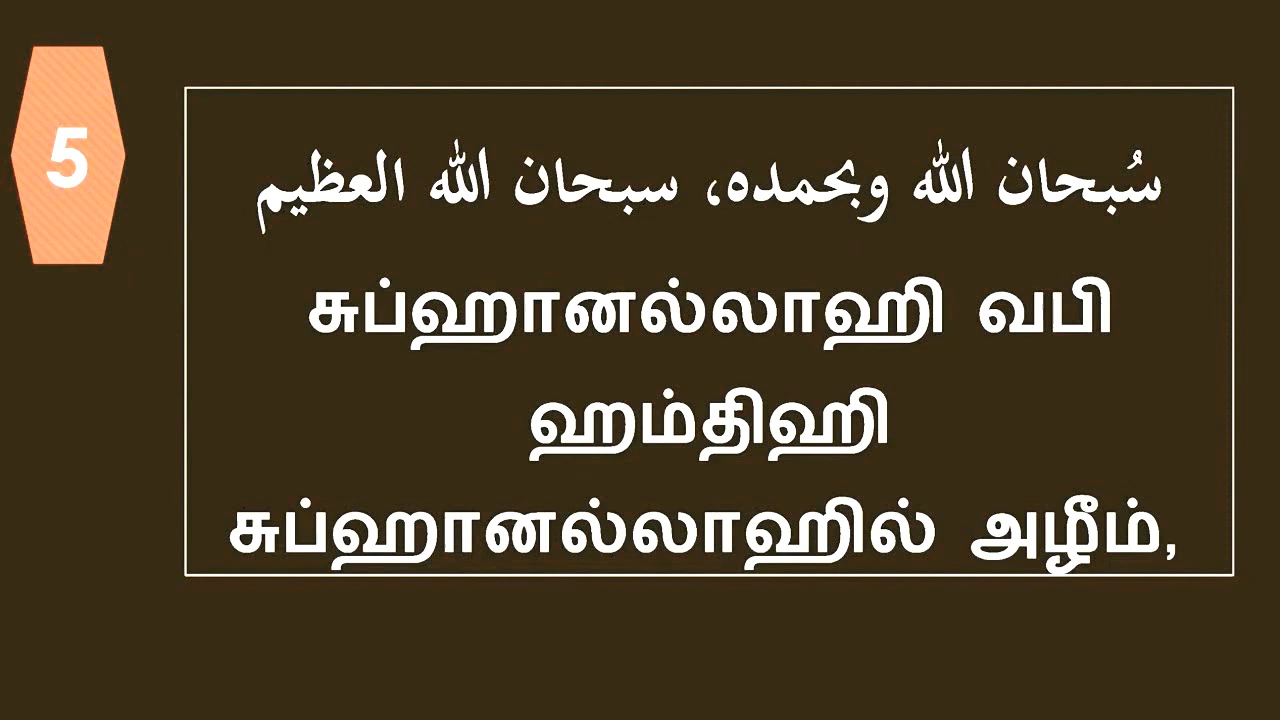 5
سُبحان الله وبحمده، سبحان الله العظيم
சுப்ஹானல்லாஹி வபி
ஹம்திஹி
சுப்ஹானல்லாஹில் அழீம்,